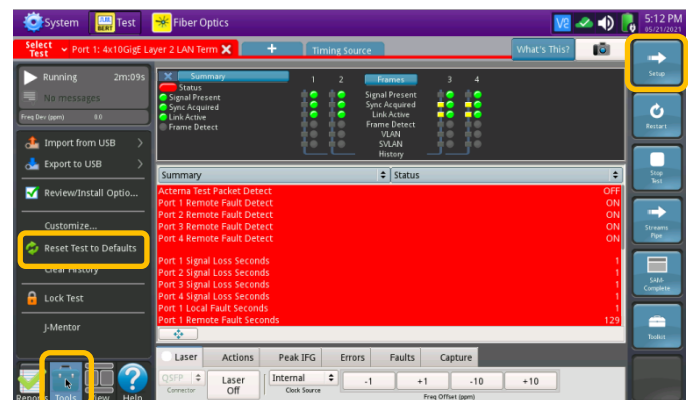 System
Test
Fiber Optics
5:12 PM
05/21/2021
Select Test
Port 1: 4x10GigE Layer 2 LAN Term
Timing Source
What's This?
Running 2m:09s
No messages
Freq Dev (ppm) 0.0
Import from USB
Export to USB
Review/Install Optio...
Customize...
Reset Test to Defaults
Clear History
Lock Test
J-Mentor
Reports
Tools
View
Help
Summary
Status
Signal Present
Sync Acquired
Link Active
Frame Detect
1 2 Frames 3 4
Signal Present
Sync Acquired
Link Active
Frame Detect
VLAN
SVLAN
History
Summary Status
Acterna Test Packet Detect OFF
Port 1 Remote Fault Detect ON
Port 2 Remote Fault Detect ON
Port 3 Remote Fault Detect ON
Port 4 Remote Fault Detect ON
Port 1 Signal Loss Seconds 1
Port 2 Signal Loss Seconds 1
Port 3 Signal Loss Seconds 1
Port 4 Signal Loss Seconds 1
Port 1 Local Fault Seconds 1
Port 1 Remote Fault Seconds 129
Laser Actions Peak IFG Errors Faults Capture
QSFP
Connector
Laser Off
Internal
Clock Source
-1 +1 -10 +10
Freq Offset (ppm)
Setup
Restart
Stop Test
Streams Pipe
SAM-Complete
Toolkit